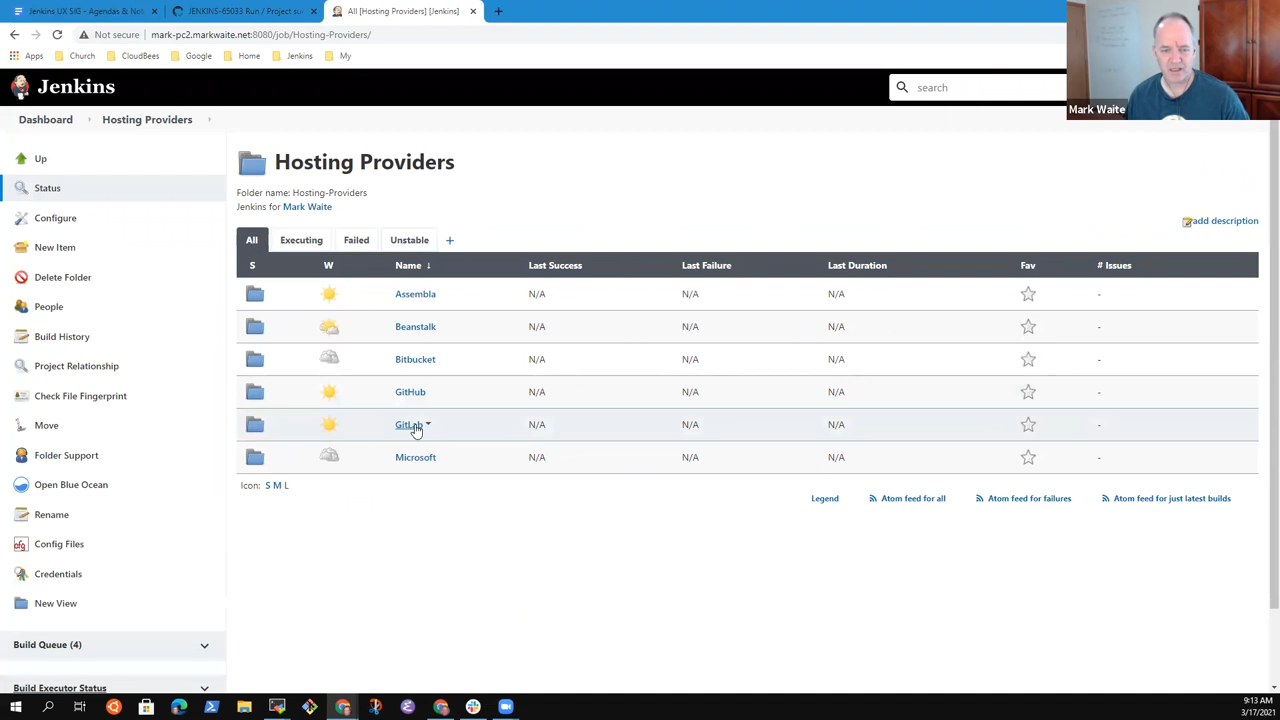 Jenkins UX SIG - Agendas & Not
JENKINS-65033 Run / Project su
All [Hosting Providers] [Jenkins]
Not secure | mark-pc2.markwaite.net:8080/job/Hosting-Providers/
Apps Church CloudBees Google Home Jenkins My
Jenkins
search
Mark Waite
Dashboard Hosting Providers
Up
Status
Configure
New Item
Delete Folder
People
Build History
Project Relationship
Check File Fingerprint
Move
Folder Support
Open Blue Ocean
Rename
Config Files
Credentials
New View
Build Queue (4)
Build Executor Status
Hosting Providers
Folder name: Hosting-Providers
Jenkins for Mark Waite
add description
All Executing Failed Unstable +
S W Name ↓ Last Success Last Failure Last Duration Fav # Issues
Assembla N/A N/A N/A -
Beanstalk N/A N/A N/A -
Bitbucket N/A N/A N/A -
GitHub N/A N/A N/A -
GitLab N/A N/A N/A -
Microsoft N/A N/A N/A -
Icon: S M L
Legend Atom feed for all Atom feed for failures Atom feed for just latest builds
9:13 AM
3/17/2021